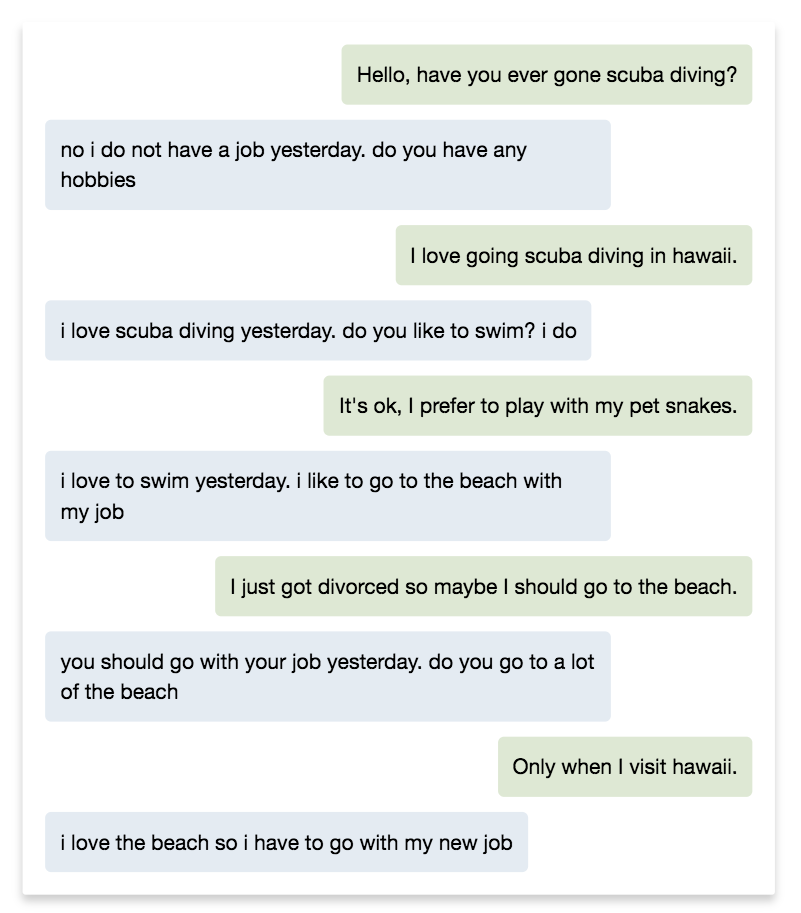 Hello, have you ever gone scuba diving?
no i do not have a job yesterday. do you have any
hobbies
I love going scuba diving in hawaii.
i love scuba diving yesterday. do you like to swim? i do
It's ok, I prefer to play with my pet snakes.
i love to swim yesterday. i like to go to the beach with
my job
I just got divorced so maybe I should go to the beach.
you should go with your job yesterday. do you go to a lot
of the beach
Only when I visit hawaii.
i love the beach so i have to go with my new job